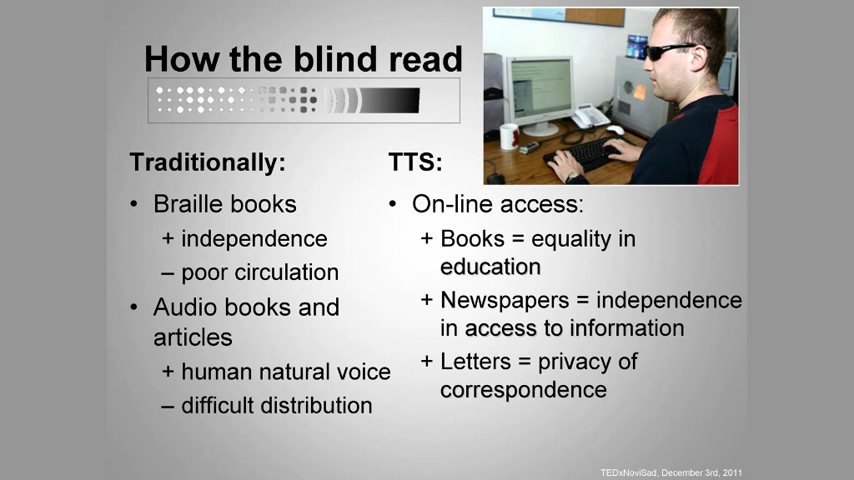 How the blind read
Traditionally:
• Braille books
+ independence
– poor circulation
• Audio books and
articles
+ human natural voice
– difficult distribution
TTS:
• On-line access:
+ Books = equality in
education
+ Newspapers = independence
in access to information
+ Letters = privacy of
correspondence
TEDxNoviSad, December 3rd, 2011